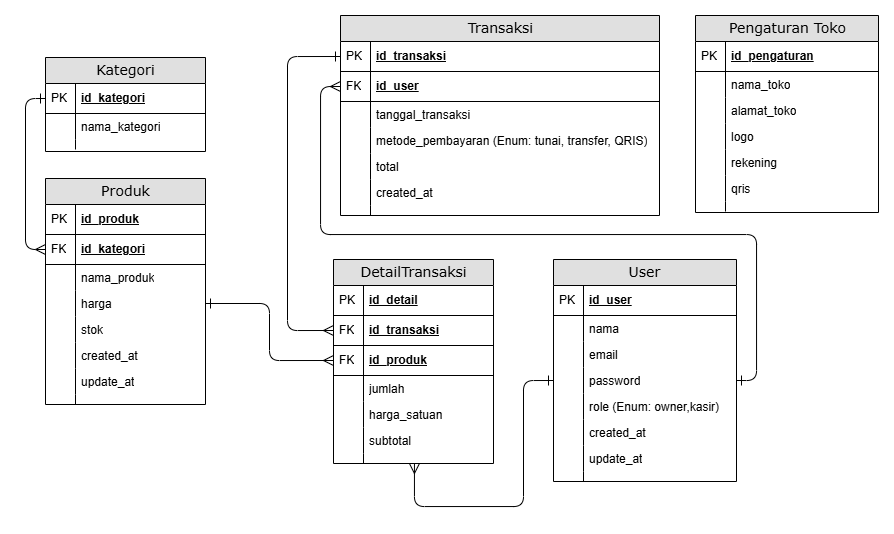 Kategori
PK id_kategori
nama_kategori
Produk
PK id_produk
FK id_kategori
nama_produk
harga
stok
created_at
update_at
Transaksi
PK id_transaksi
FK id_user
tanggal_transaksi
metode_pembayaran (Enum: tunai, transfer, QRIS)
total
created_at
Pengaturan Toko
PK id_pengaturan
nama_toko
alamat_toko
logo
rekening
qris
DetailTransaksi
PK id_detail
FK id_transaksi
FK id_produk
jumlah
harga_satuan
subtotal
User
PK id_user
nama
email
password
role (Enum: owner,kasir)
created_at
update_at